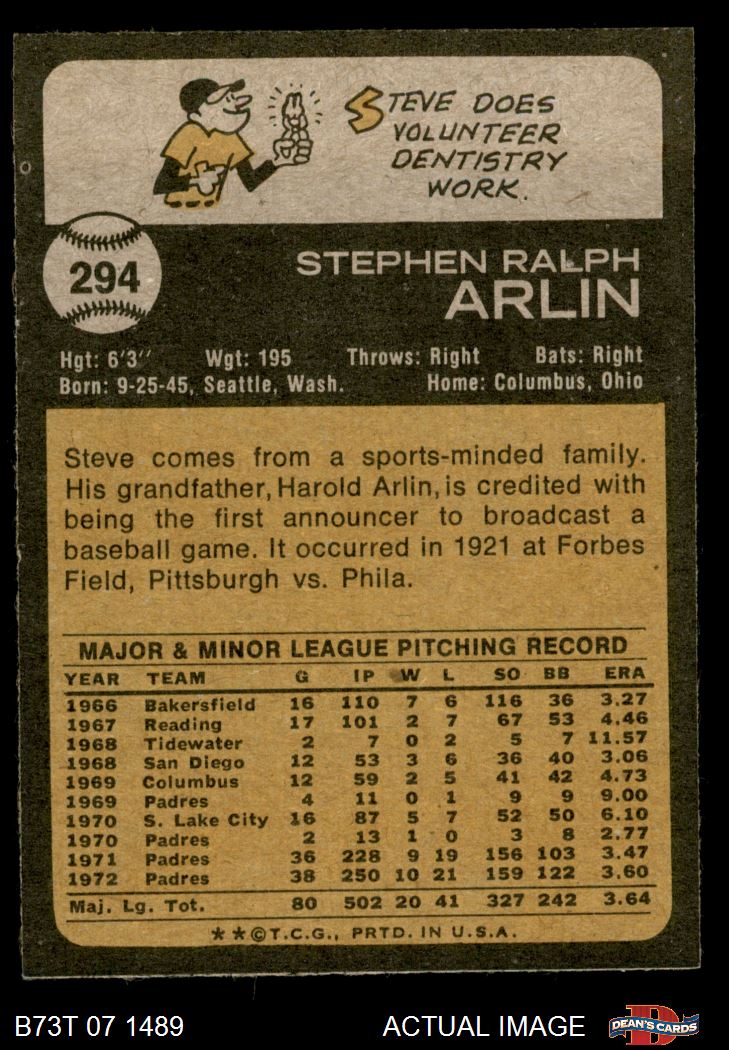 STEVE DOES
VOLUNTEER
DENTISTRY
WORK.
294
STEPHEN RALPH
ARLIN
Hgt: 6'3" Wgt: 195 Throws: Right Bats: Right
Born: 9-25-45, Seattle, Wash. Home: Columbus, Ohio
Steve comes from a sports-minded family.
His grandfather, Harold Arlin, is credited with
being the first announcer to broadcast a
baseball game. It occurred in 1921 at Forbes
Field, Pittsburgh vs. Phila.
MAJOR & MINOR LEAGUE PITCHING RECORD
YEAR TEAM G IP W L SO BB ERA
1966 Bakersfield 16 110 7 6 116 36 3.27
1967 Reading 17 101 2 7 67 53 4.46
1968 Tidewater 2 7 0 2 5 7 11.57
1968 San Diego 12 53 3 6 36 40 3.06
1969 Columbus 12 59 2 5 41 42 4.73
1969 Padres 4 11 0 1 9 9 9.00
1970 S. Lake City 16 87 5 7 52 50 6.10
1970 Padres 2 13 1 0 3 8 2.77
1971 Padres 36 228 9 19 156 103 3.47
1972 Padres 38 250 10 21 159 122 3.60
Maj. Lg. Tot. 80 502 20 41 327 242 3.64
★★©T.C.G., PRTD. IN U.S.A.
B73T 07 1489 ACTUAL IMAGE D DEAN'S CARDS